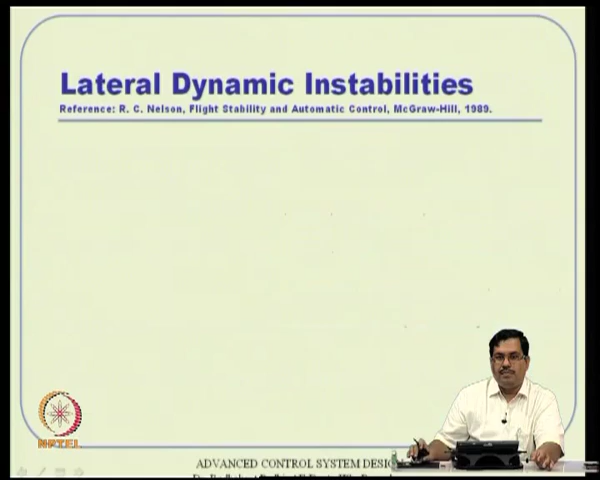 Lateral Dynamic Instabilities
Reference: R. C. Nelson, Flight Stability and Automatic Control, McGraw-Hill, 1989.
NPTEL
ADVANCED CONTROL SYSTEM DESIG